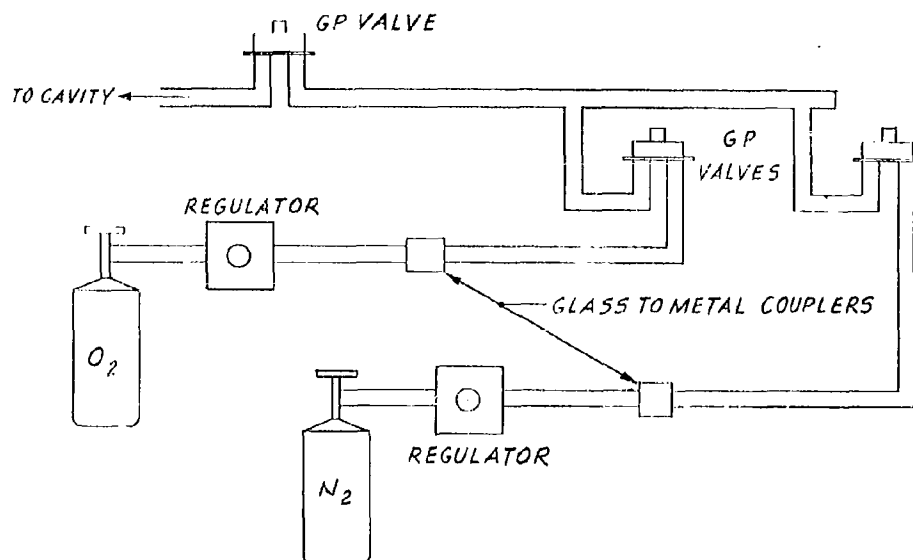 GP VALVE
TO CAVITY
GP
VALVES
REGULATOR
GLASS TO METAL COUPLERS
O2
REGULATOR
N2